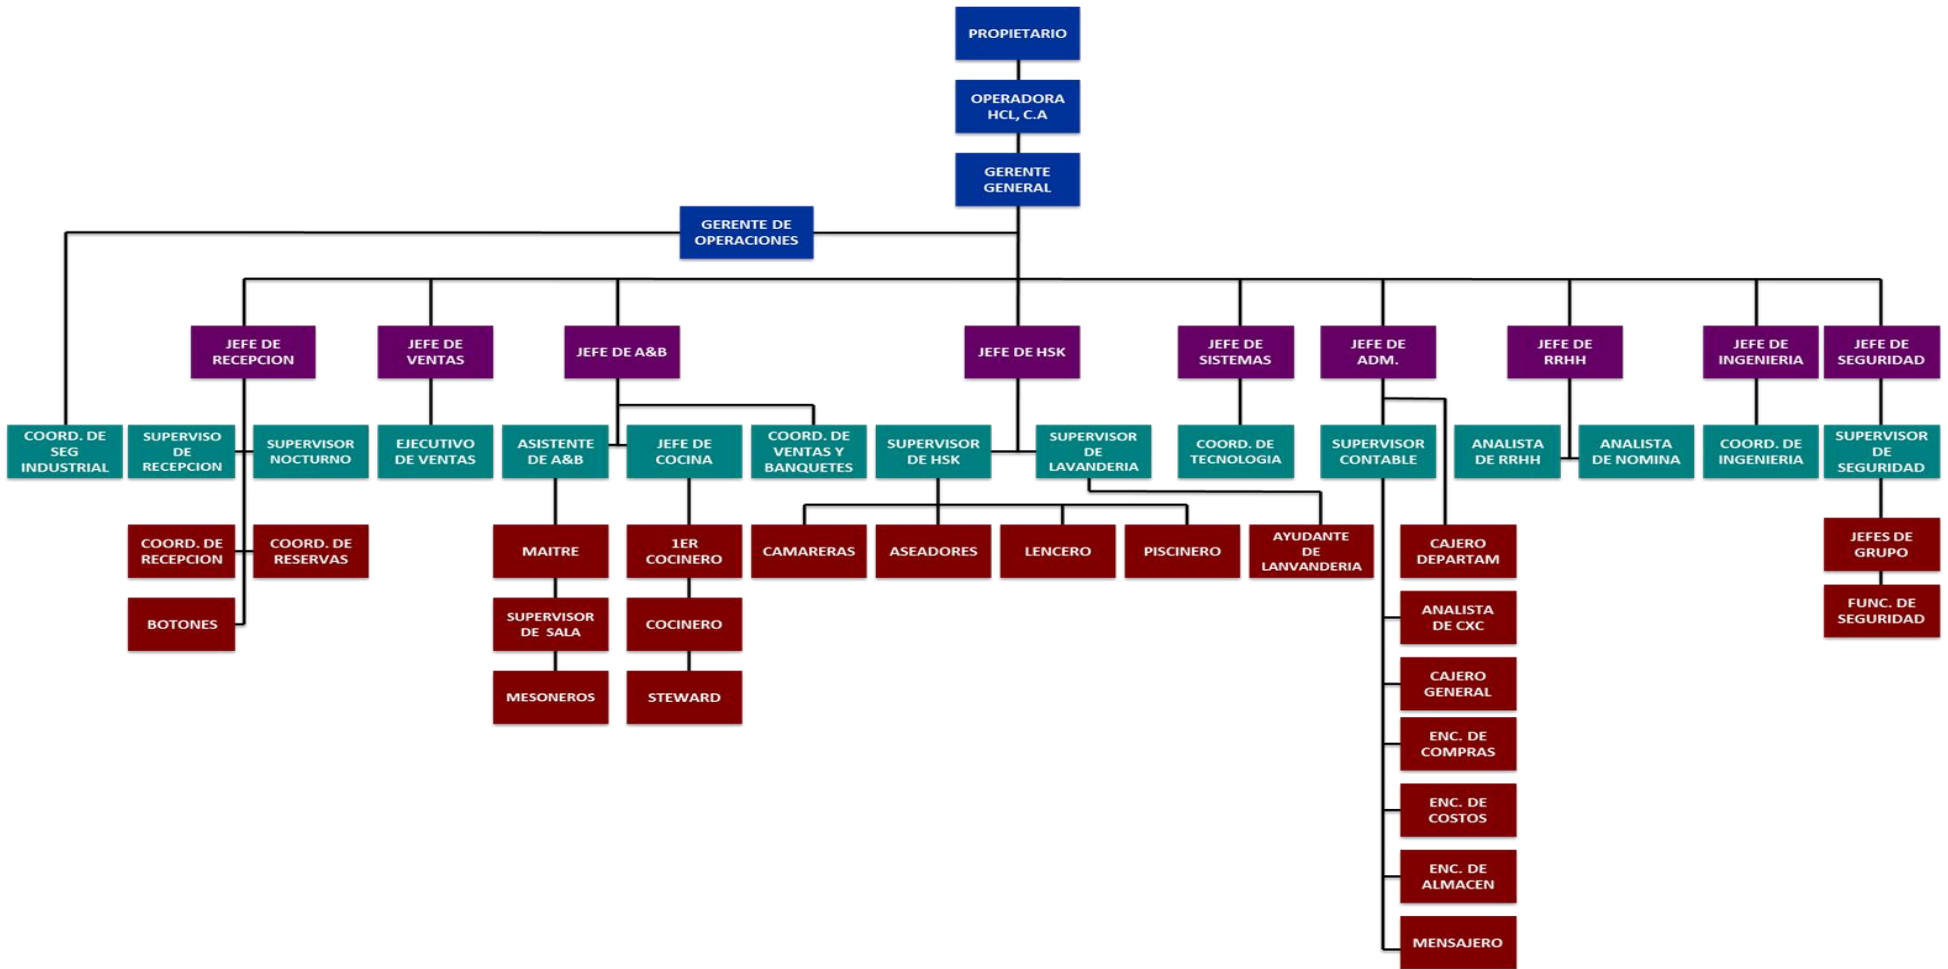 PROPIETARIO
OPERADORA
HCL, C.A
GERENTE
GENERAL
GERENTE DE
OPERACIONES
JEFE DE
RECEPCION
JEFE DE
VENTAS
JEFE DE A&B
JEFE DE HSK
JEFE DE
SISTEMAS
JEFE DE
ADM.
JEFE DE
RRHH
JEFE DE
INGENIERIA
JEFE DE
SEGURIDAD
COORD. DE
SEG
INDUSTRIAL
SUPERVISO
DE
RECEPCION
SUPERVISOR
NOCTURNO
EJECUTIVO
DE VENTAS
ASISTENTE
DE A&B
JEFE DE
COCINA
COORD. DE
VENTAS Y
BANQUETES
SUPERVISOR
DE HSK
SUPERVISOR
DE
LAVANDERIA
COORD. DE
TECNOLOGIA
SUPERVISOR
CONTABLE
ANALISTA
DE RRHH
ANALISTA
DE NOMINA
COORD. DE
INGENIERIA
SUPERVISOR
DE
SEGURIDAD
COORD. DE
RECEPCION
COORD. DE
RESERVAS
MAITRE
1ER
COCINERO
CAMARERAS
ASEADORES
LENCERO
PISCINERO
AYUDANTE
DE
LANVANDERIA
CAJERO
DEPARTAM
JEFES DE
GRUPO
BOTONES
SUPERVISOR
DE SALA
COCINERO
ANALISTA
DE CXC
FUNC. DE
SEGURIDAD
MESONEROS
STEWARD
CAJERO
GENERAL
ENC. DE
COMPRAS
ENC. DE
COSTOS
ENC. DE
ALMACEN
MENSAJERO